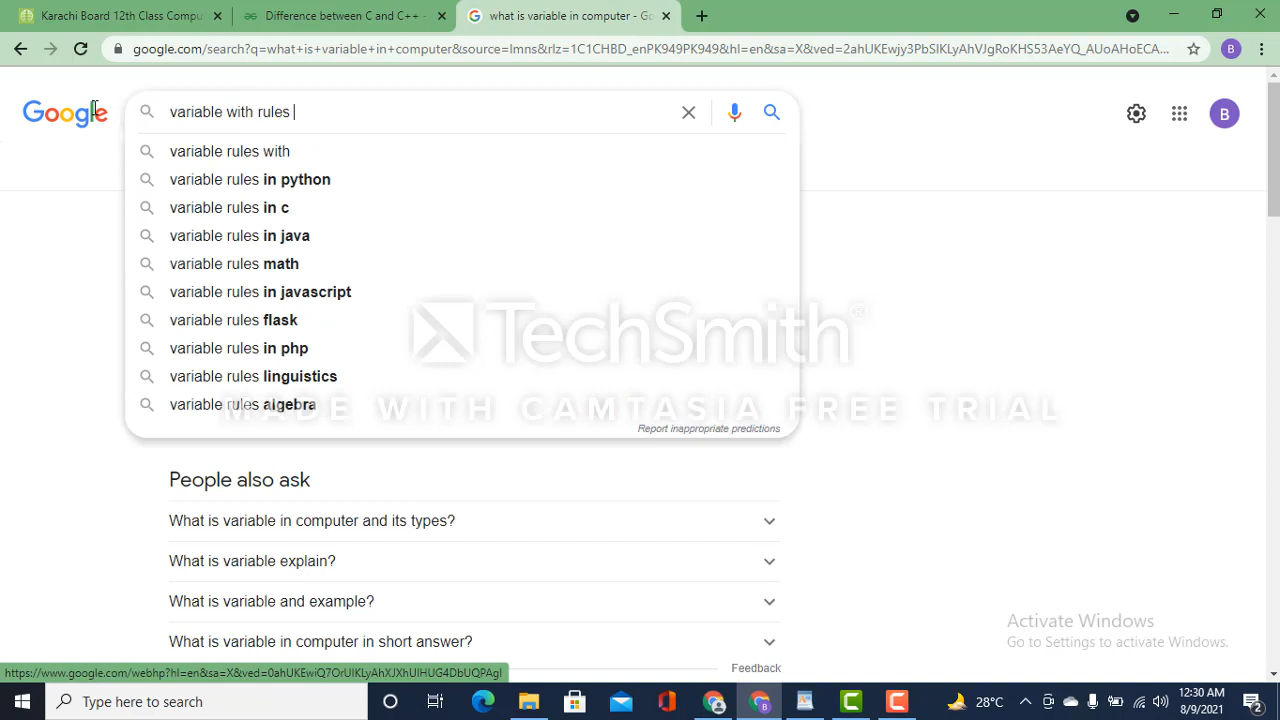 Karachi Board 12th Class Comput
Difference between C and C++ -
what is variable in computer - Go
google.com/search?q=what+is+variable+in+computer&source=lmns&rlz=1C1CHBD_enPK949PK949&hl=en&sa=X&ved=2ahUKEwjy3PbSlKLyAhVJgRoKHS53AeYQ_AUoAHoECA...
B
Google
variable with rules
B
variable rules with
variable rules in python
variable rules in c
variable rules in java
variable rules math
variable rules in javascript
variable rules flask
variable rules in php
variable rules linguistics
variable rules algebra
Report inappropriate predictions
TechSmith®
MADE WITH CAMTASIA FREE TRIAL
People also ask
What is variable in computer and its types?
What is variable explain?
What is variable and example?
What is variable in computer in short answer?
Feedback
Activate Windows
Go to Settings to activate Windows.
https://www.google.com/webhp?hl=en&sa=X&ved=0ahUKEwiQ7OrUlKLyAhXJXhUIHUG4DbUQPAgI
Type here to search
28°C
12:30 AM
8/9/2021
2